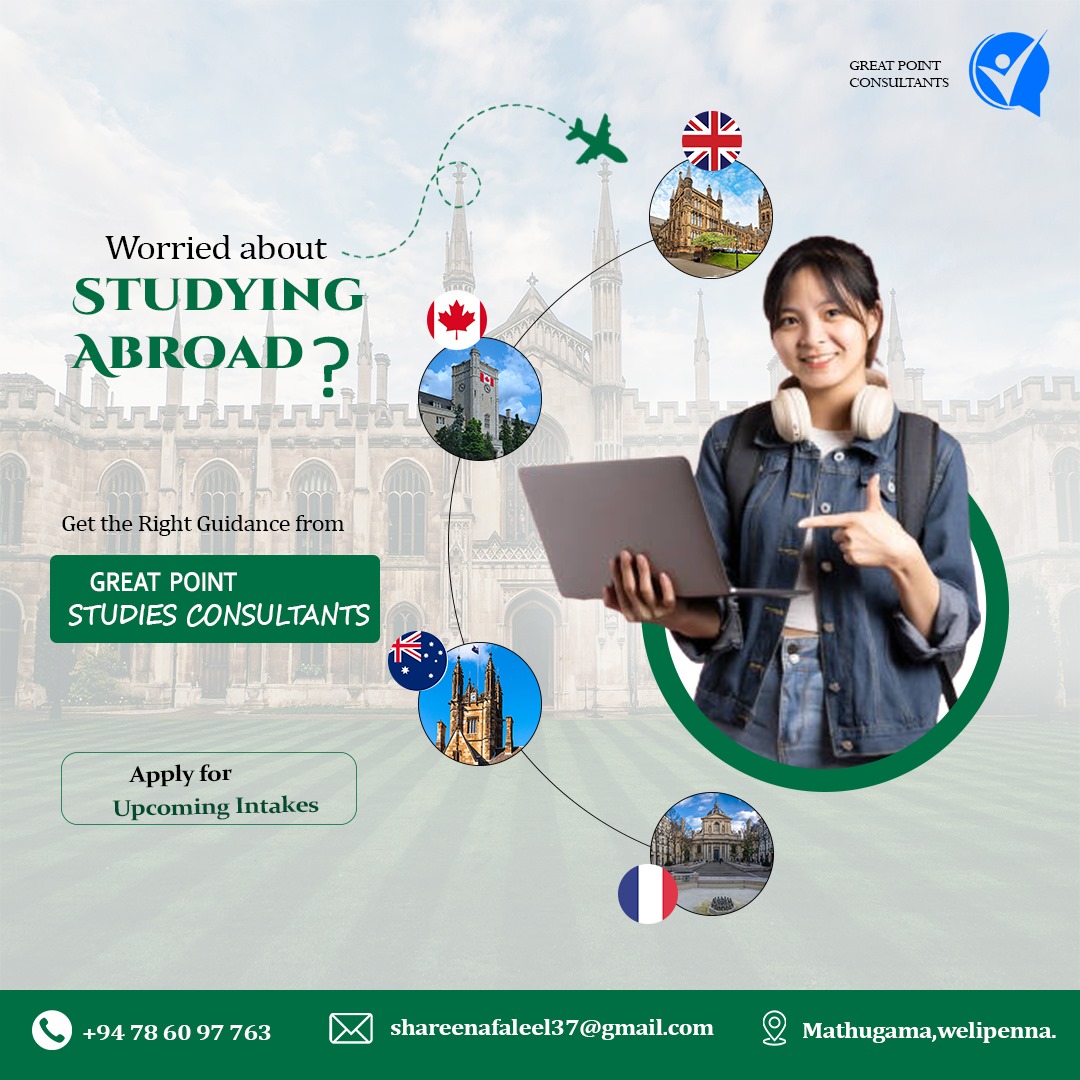 GREAT POINT
CONSULTANTS
Worried about
STUDYING
ABROAD?
Get the Right Guidance from
GREAT POINT
STUDIES CONSULTANTS
Apply for
Upcoming Intakes
+94 78 60 97 763
shareenafaleel37@gmail.com
Mathugama,welipenna.